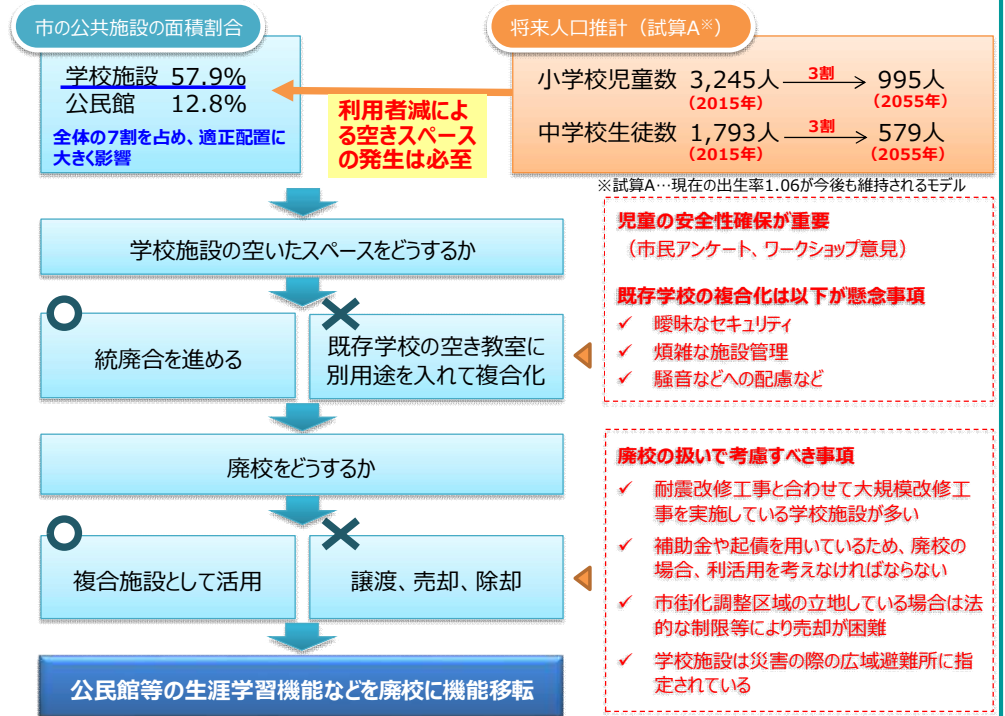 市の公共施設の面積割合
学校施設 57.9%
公民館 12.8%
全体の7割を占め、適正配置に
大きく影響
利用者減によ
る空きスペース
の発生は必至
将来人口推計（試算A※）
小学校児童数 3,245人 3割 995人
(2015年) (2055年)
中学校生徒数 1,793人 3割 579人
(2015年) (2055年)
※試算A…現在の出生率1.06が今後も維持されるモデル
学校施設の空いたスペースをどうするか
統廃合を進める
既存学校の空き教室に
別用途を入れて複合化
児童の安全性確保が重要
（市民アンケート、ワークショップ意見）
既存学校の複合化は以下が懸念事項
✓ 曖昧なセキュリティ
✓ 煩雑な施設管理
✓ 騒音などへの配慮など
廃校をどうするか
複合施設として活用
譲渡、売却、除却
廃校の扱いで考慮すべき事項
✓ 耐震改修工事と合わせて大規模改修工
事を実施している学校施設が多い
✓ 補助金や起債を用いているため、廃校の
場合、利活用を考えなければならない
✓ 市街化調整区域の立地している場合は法
的な制限等により売却が困難
✓ 学校施設は災害の際の広域避難所に指
定されている
公民館等の生涯学習機能などを廃校に機能移転